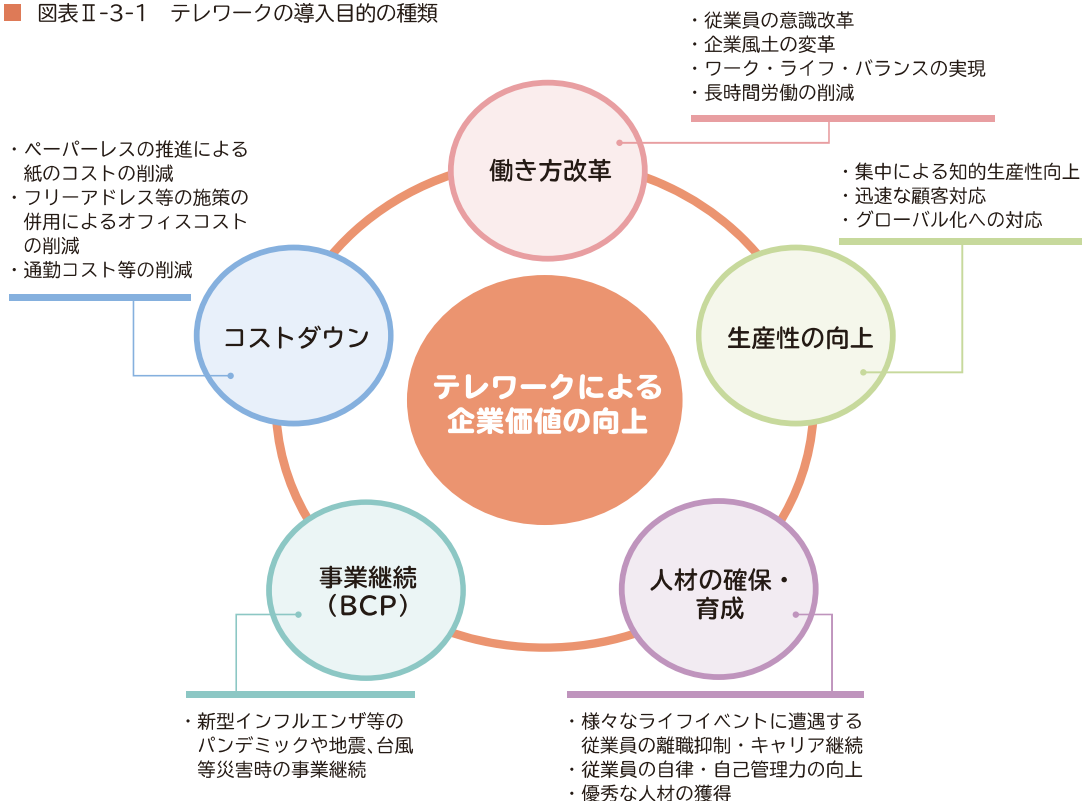 図表Ⅱ-3-1　テレワークの導入目的の種類
・従業員の意識改革
・企業風土の変革
・ワーク・ライフ・バランスの実現
・長時間労働の削減
働き方改革
・ペーパーレスの推進による
紙のコストの削減
・フリーアドレス等の施策の
併用によるオフィスコスト
の削減
・通勤コスト等の削減
コストダウン
・集中による知的生産性向上
・迅速な顧客対応
・グローバル化への対応
生産性の向上
テレワークによる
企業価値の向上
事業継続
（BCP）
・新型インフルエンザ等の
パンデミックや地震、台風
等災害時の事業継続
人材の確保・
育成
・様々なライフイベントに遭遇する
従業員の離職抑制・キャリア継続
・従業員の自律・自己管理力の向上
・優秀な人材の獲得